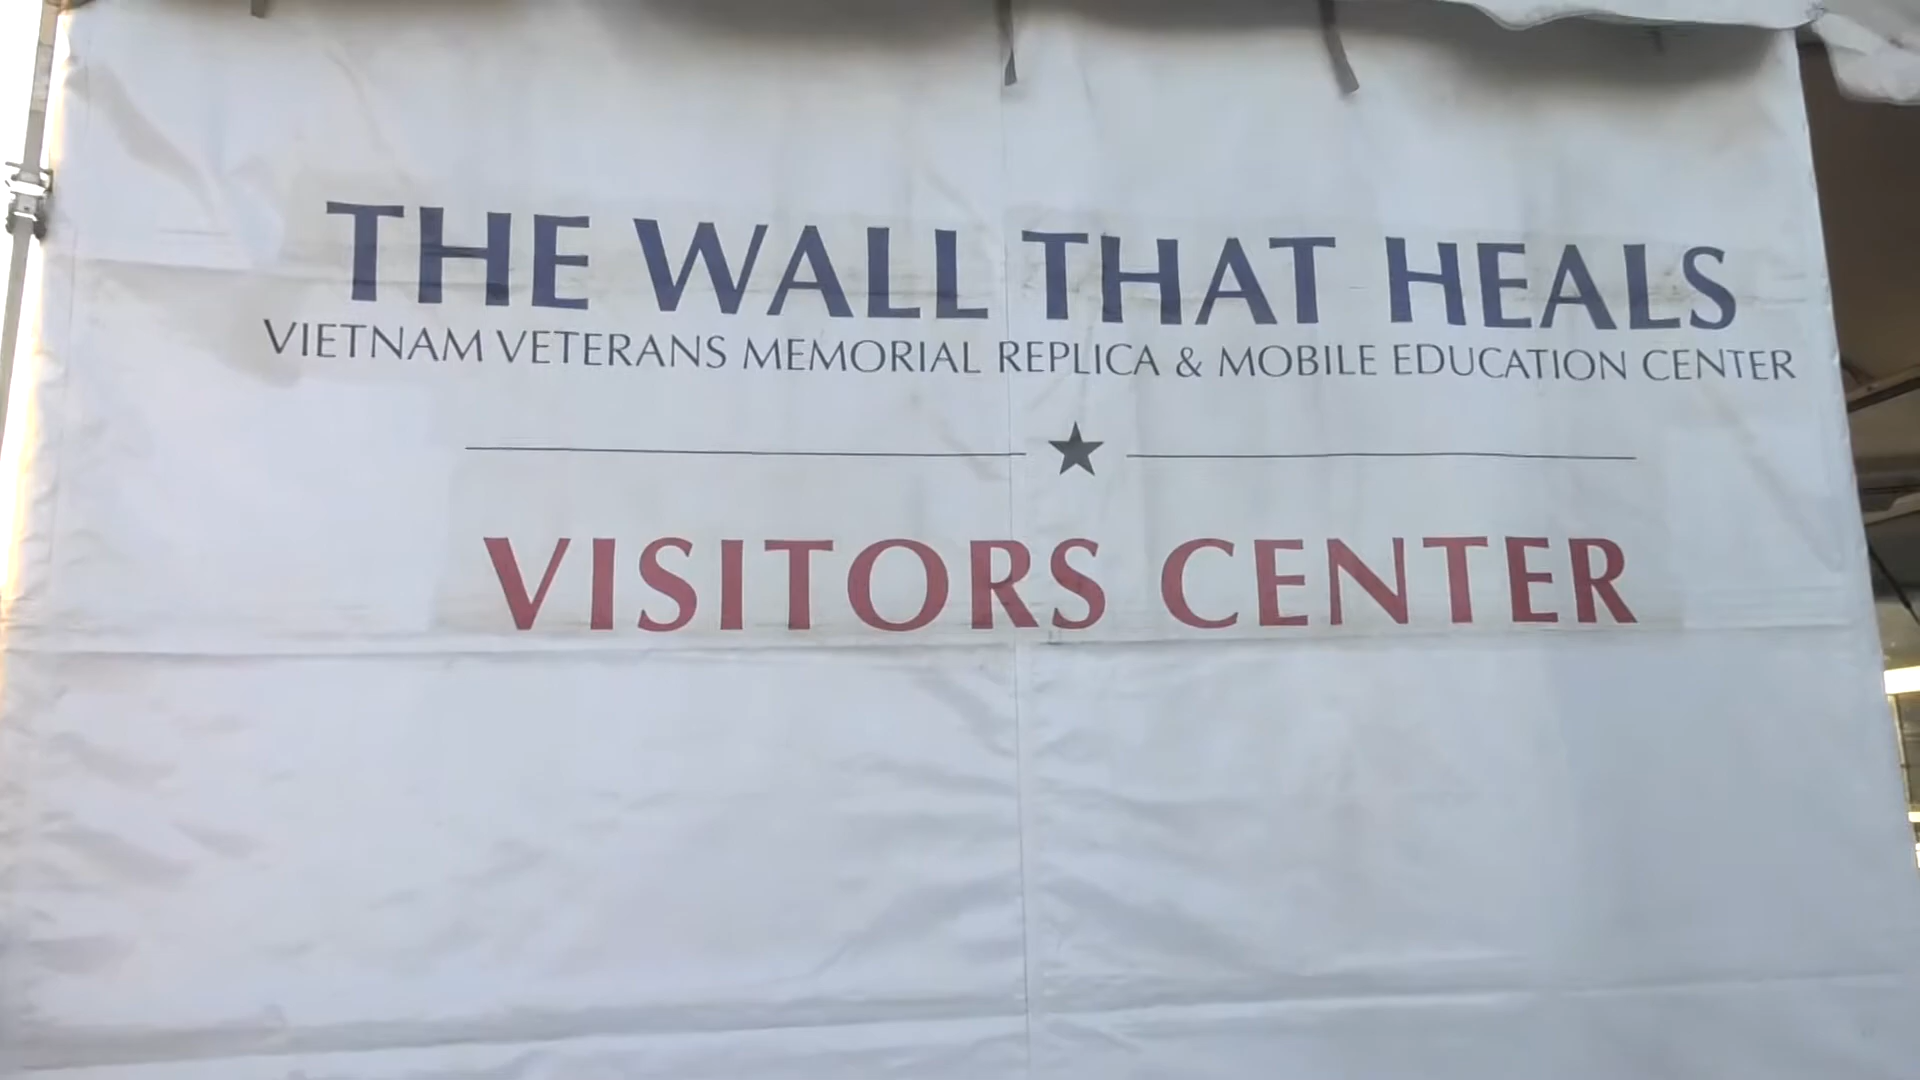 THE WALL THAT HEALS
VIETNAM VETERANS MEMORIAL REPLICA & MOBILE EDUCATION CENTER
VISITORS CENTER